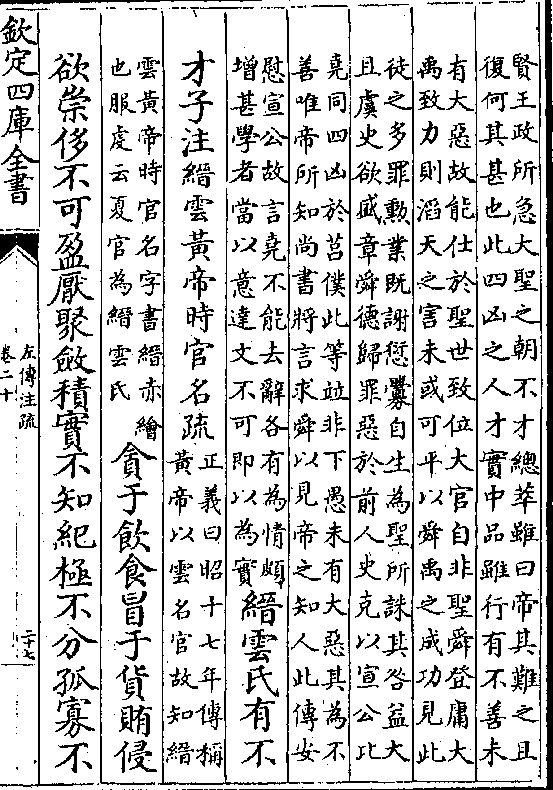 賢王政所急大聖之朝不才總萃雖曰帝其難之且
復何其甚也此四凶之人才實中品雖行有不善未
有大惡故能仕於聖世致位大官自非聖舜登庸大
禹致力則滔天之害未或可平以舜禹之成功見此
徒之多罪勲業既謝愆釁自生為聖所誅其咎益大
且虞史欲盛章舜德歸罪惡於前人史克以宣公比
堯同四凶於莒僕此等竝非下愚未有大惡其為不
善唯帝所知尚書將言求舜以見帝之知人此傳安
慰宣公故言堯不能去辭各有為情頗
增甚學者當以意達文不可即以為實
縉雲氏有不
才子注縉雲黃帝時官名疏
正義曰昭十七年傳稱
黃帝以雲名官故知縉
雲黃帝時官名字書縉赤繒
也服虔云夏官為縉雲氏
貪于飲食冒于貨賄侵
欲崇侈不可盈厭聚斂積實不知紀極不分孤寡不
欽定四庫全書
左傳注疏
卷二十
二十七